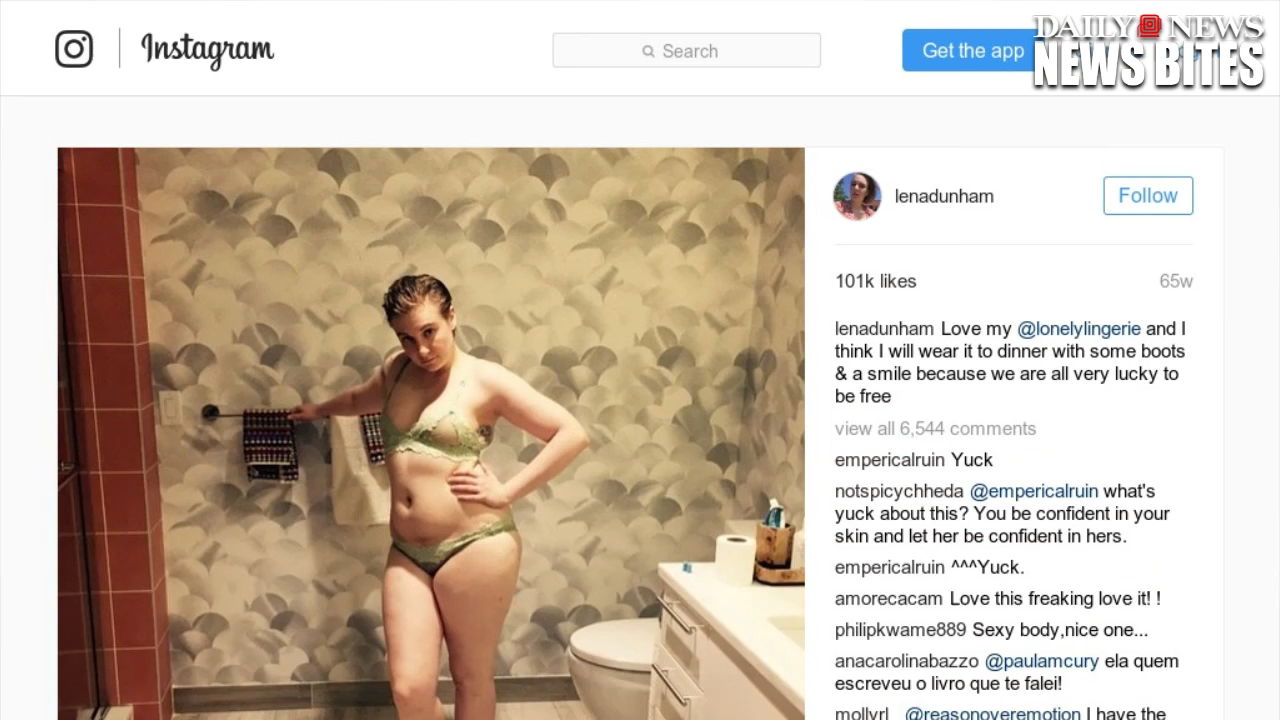 Instagram
Search
Get the app
DAILY NEWS
NEWS BITES
lenadunham
Follow
101k likes
65w
lenadunham Love my @lonelylingerie and I
think I will wear it to dinner with some boots
& a smile because we are all very lucky to
be free
view all 6,544 comments
empericalruin Yuck
notspicychheda @empericalruin what's
yuck about this? You be confident in your
skin and let her be confident in hers.
empericalruin ^^^Yuck.
amorecacam Love this freaking love it! !
philipkwame889 Sexy body,nice one...
anacarolinabazzo @paulamcury ela quem
escreveu o livro que te falei!
@reasonoveremotion I have the